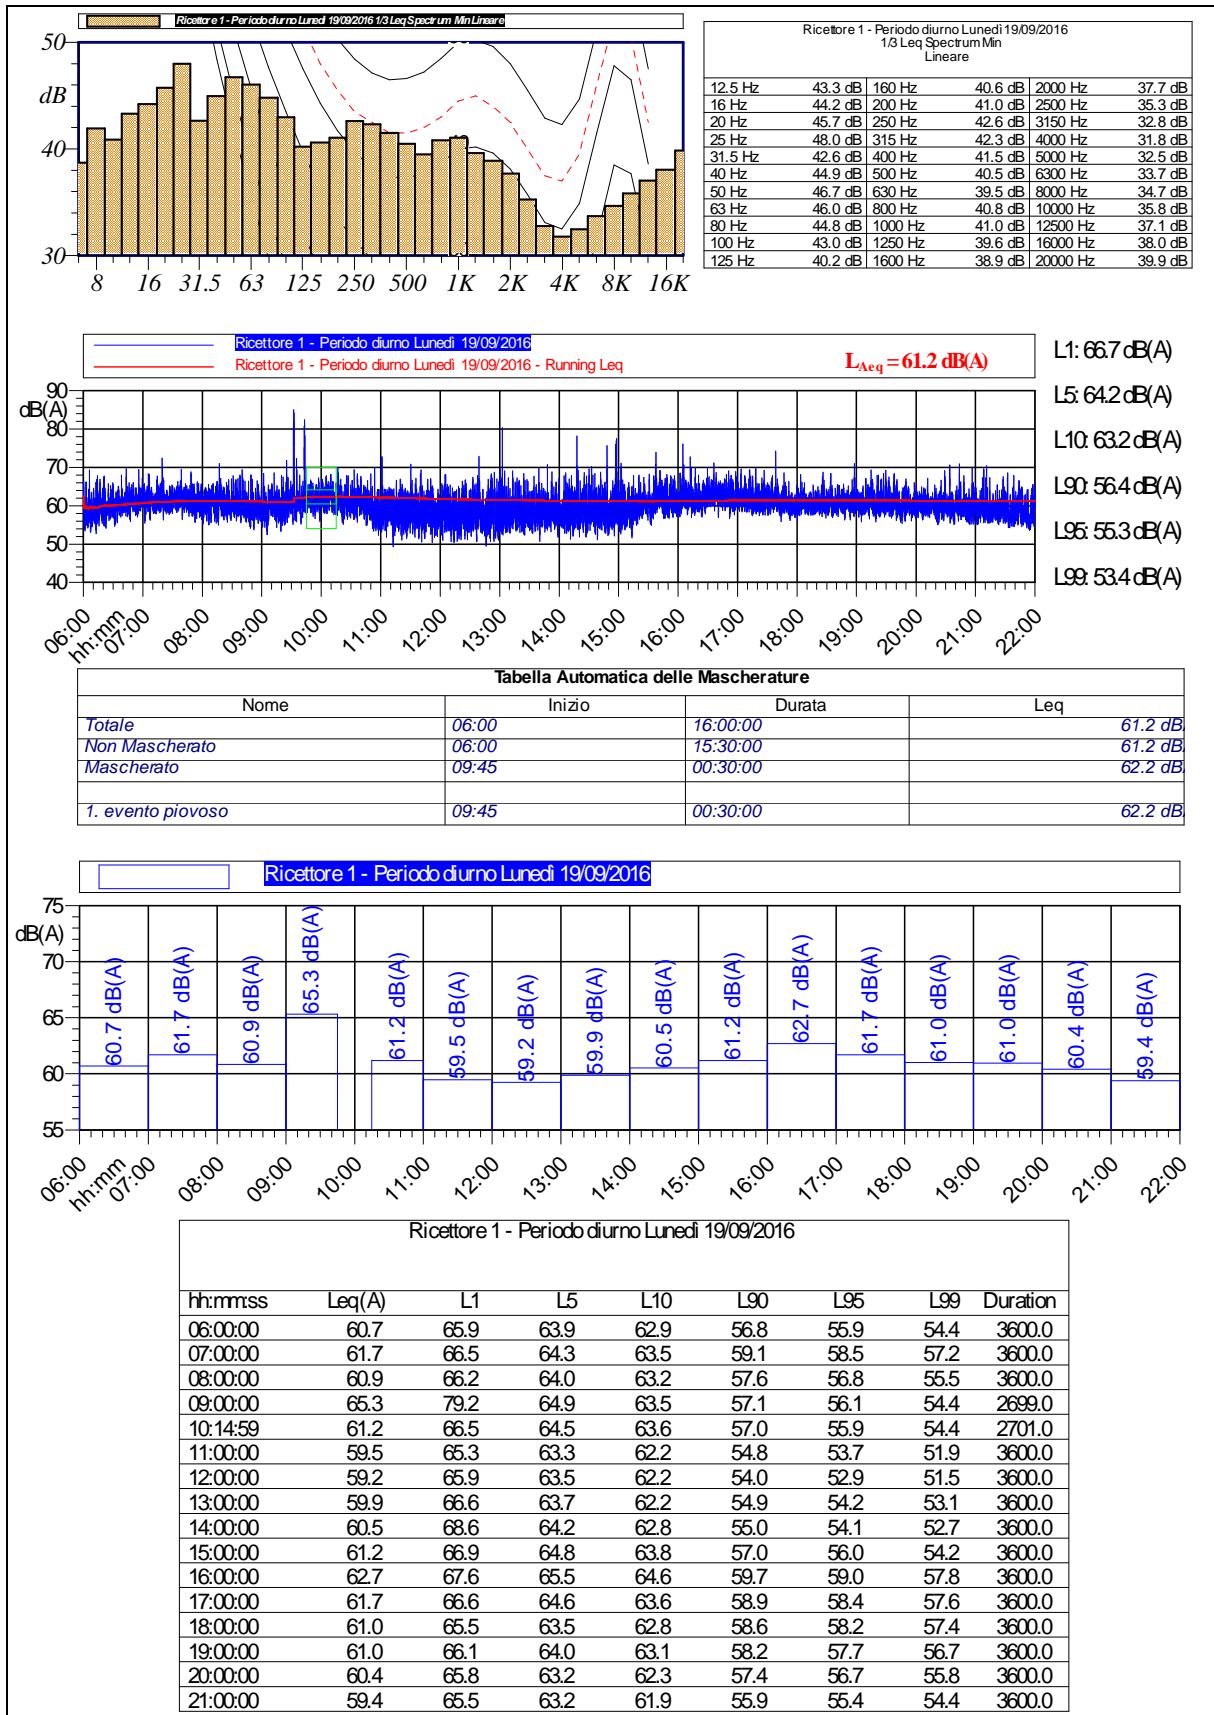 Ricettore 1 - Periodo diurno Lunedì 19/09/2016 1/3 Leq Spectrum Min Lineare
50
dB
40
30
8 16 31.5 63 125 250 500 1K 2K 4K 8K 16K
Ricettore 1 - Periodo diurno Lunedì 19/09/2016
1/3 Leq Spectrum Min
Lineare
12.5 Hz 43.3 dB 160 Hz 40.6 dB 2000 Hz 37.7 dB
16 Hz 44.2 dB 200 Hz 41.0 dB 2500 Hz 35.3 dB
20 Hz 45.7 dB 250 Hz 42.6 dB 3150 Hz 32.8 dB
25 Hz 48.0 dB 315 Hz 42.3 dB 4000 Hz 31.8 dB
31.5 Hz 42.6 dB 400 Hz 41.5 dB 5000 Hz 32.5 dB
40 Hz 44.9 dB 500 Hz 40.5 dB 6300 Hz 33.7 dB
50 Hz 46.7 dB 630 Hz 39.5 dB 8000 Hz 34.7 dB
63 Hz 46.0 dB 800 Hz 40.8 dB 10000 Hz 35.8 dB
80 Hz 44.8 dB 1000 Hz 41.0 dB 12500 Hz 37.1 dB
100 Hz 43.0 dB 1250 Hz 39.6 dB 16000 Hz 38.0 dB
125 Hz 40.2 dB 1600 Hz 38.9 dB 20000 Hz 39.9 dB
Ricettore 1 - Periodo diurno Lunedì 19/09/2016
Ricettore 1 - Periodo diurno Lunedì 19/09/2016 - Running Leq
LAeq = 61.2 dB(A)
L1: 66.7 dB(A)
L5: 64.2 dB(A)
L10: 63.2 dB(A)
L90: 56.4 dB(A)
L95: 55.3 dB(A)
L99: 53.4 dB(A)
90
dB(A)
80
70
60
50
40
06:00 07:00 08:00 09:00 10:00 11:00 12:00 13:00 14:00 15:00 16:00 17:00 18:00 19:00 20:00 21:00 22:00
hh:mm
Tabella Automatica delle Mascherature
Nome Inizio Durata Leq
Totale 06:00 16:00:00 61.2 dB
Non Mascherato 06:00 15:30:00 61.2 dB
Mascherato 09:45 00:30:00 62.2 dB
1. evento piovoso 09:45 00:30:00 62.2 dB
Ricettore 1 - Periodo diurno Lunedì 19/09/2016
75
dB(A)
70
65
60
55
60.7 dB(A) 61.7 dB(A) 60.9 dB(A) 65.3 dB(A) 61.2 dB(A) 59.5 dB(A) 59.2 dB(A) 59.9 dB(A) 60.5 dB(A) 61.2 dB(A) 62.7 dB(A) 61.7 dB(A) 61.0 dB(A) 61.0 dB(A) 60.4 dB(A) 59.4 dB(A)
06:00 07:00 08:00 09:00 10:00 11:00 12:00 13:00 14:00 15:00 16:00 17:00 18:00 19:00 20:00 21:00 22:00
hh:mm
Ricettore 1 - Periodo diurno Lunedì 19/09/2016
hh:mm:ss Leq(A) L1 L5 L10 L90 L95 L99 Duration
06:00:00 60.7 65.9 63.9 62.9 56.8 55.9 54.4 3600.0
07:00:00 61.7 66.5 64.3 63.5 59.1 58.5 57.2 3600.0
08:00:00 60.9 66.2 64.0 63.2 57.6 56.8 55.5 3600.0
09:00:00 65.3 79.2 64.9 63.5 57.1 56.1 54.4 2699.0
10:14:59 61.2 66.5 64.5 63.6 57.0 55.9 54.4 2701.0
11:00:00 59.5 65.3 63.3 62.2 54.8 53.7 51.9 3600.0
12:00:00 59.2 65.9 63.5 62.2 54.0 52.9 51.5 3600.0
13:00:00 59.9 66.6 63.7 62.2 54.9 54.2 53.1 3600.0
14:00:00 60.5 68.6 64.2 62.8 55.0 54.1 52.7 3600.0
15:00:00 61.2 66.9 64.8 63.8 57.0 56.0 54.2 3600.0
16:00:00 62.7 67.6 65.5 64.6 59.7 59.0 57.8 3600.0
17:00:00 61.7 66.6 64.6 63.6 58.9 58.4 57.6 3600.0
18:00:00 61.0 65.5 63.5 62.8 58.6 58.2 57.4 3600.0
19:00:00 61.0 66.1 64.0 63.1 58.2 57.7 56.7 3600.0
20:00:00 60.4 65.8 63.2 62.3 57.4 56.7 55.8 3600.0
21:00:00 59.4 65.5 63.2 61.9 55.9 55.4 54.4 3600.0